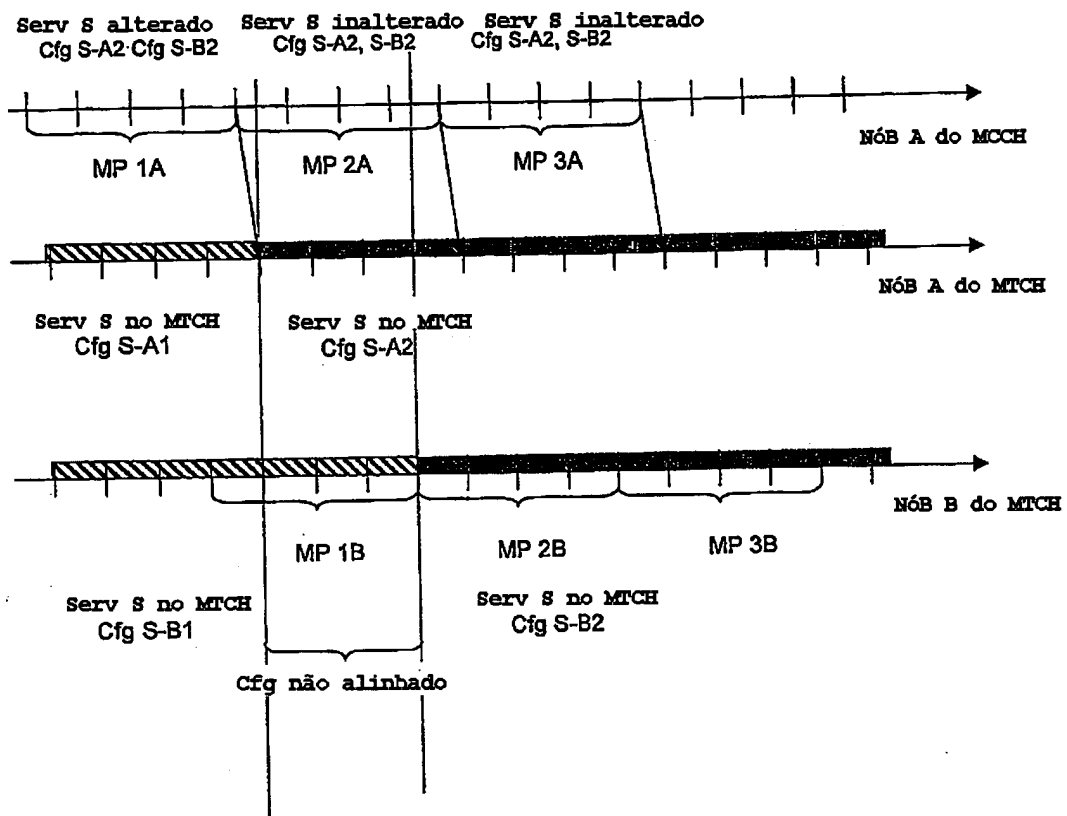 Serv S alterado
Cfg S-A2 Cfg S-B2
Serv S inalterado
Cfg S-A2, S-B2
Serv S inalterado
Cfg S-A2, S-B2
NóB A do MCCH
MP 1A
MP 2A
MP 3A
NóB A do MTCH
Serv S no MTCH
Cfg S-A1
Serv S no MTCH
Cfg S-A2
NóB B do MTCH
MP 1B
MP 2B
MP 3B
Serv S no MTCH
Cfg S-B1
Serv S no MTCH
Cfg S-B2
Cfg não alinhado